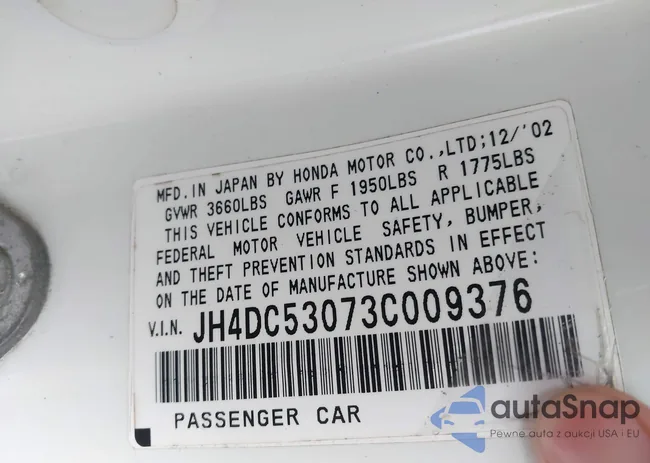 MFD.IN JAPAN BY HONDA MOTOR CO.,LTD;12/'02
GVWR 3660LBS GAWR F 1950LBS R 1775LBS
THIS VEHICLE CONFORMS TO ALL APPLICABLE
FEDERAL MOTOR VEHICLE SAFETY, BUMPER,
AND THEFT PREVENTION STANDARDS IN EFFECT
ON THE DATE OF MANUFACTURE SHOWN ABOVE:
V.I.N. JH4DC53073C009376
PASSENGER CAR
autaSnap
Pewne auta z aukcji USA i EU